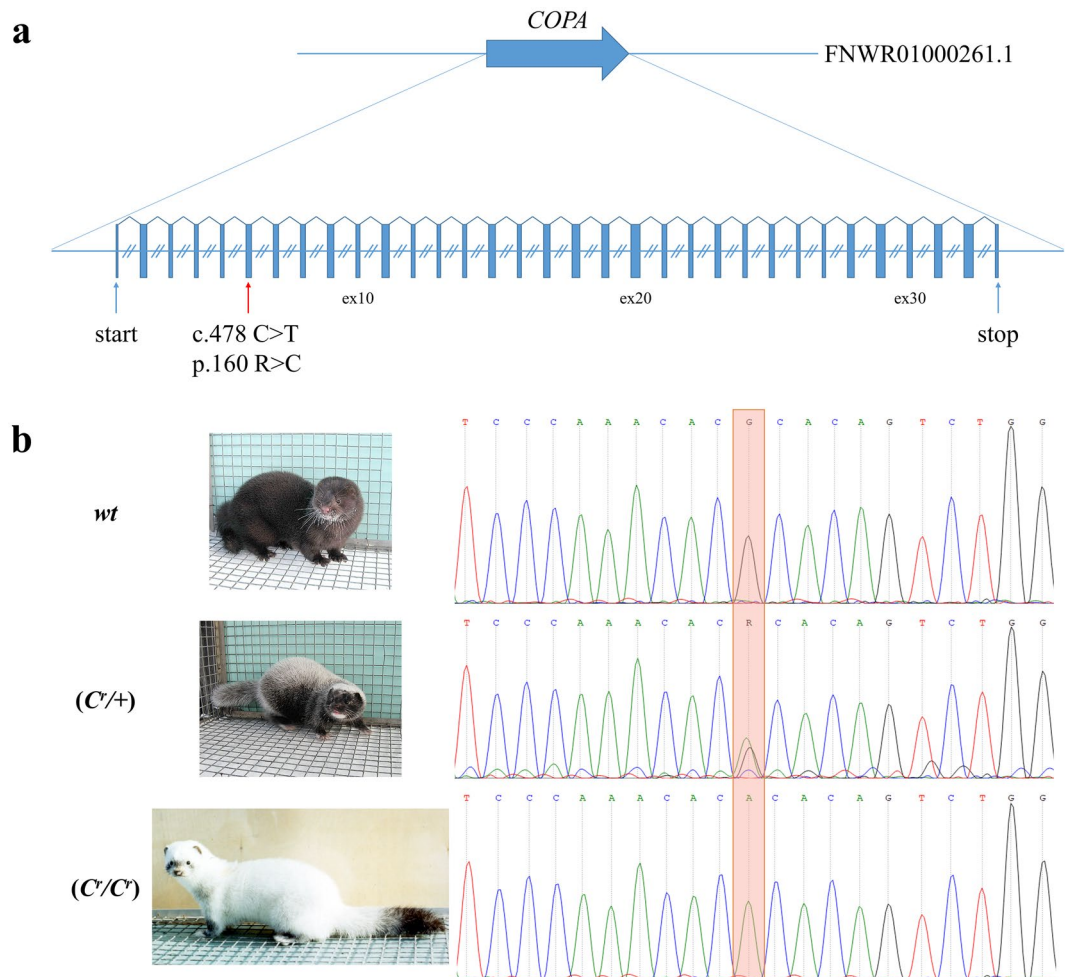 a
COPA
FNWR01000261.1
ex10
ex20
ex30
start
c.478 C>T
p.160 R>C
stop
b
wt
T C C C A A A C A C G C A C A G T C T G G
(Cʳ/+)
T C C C A A A C A C R C A C A G T C T G G
(Cʳ/Cʳ)
T C C C A A A C A C A C A C A G T C T G G